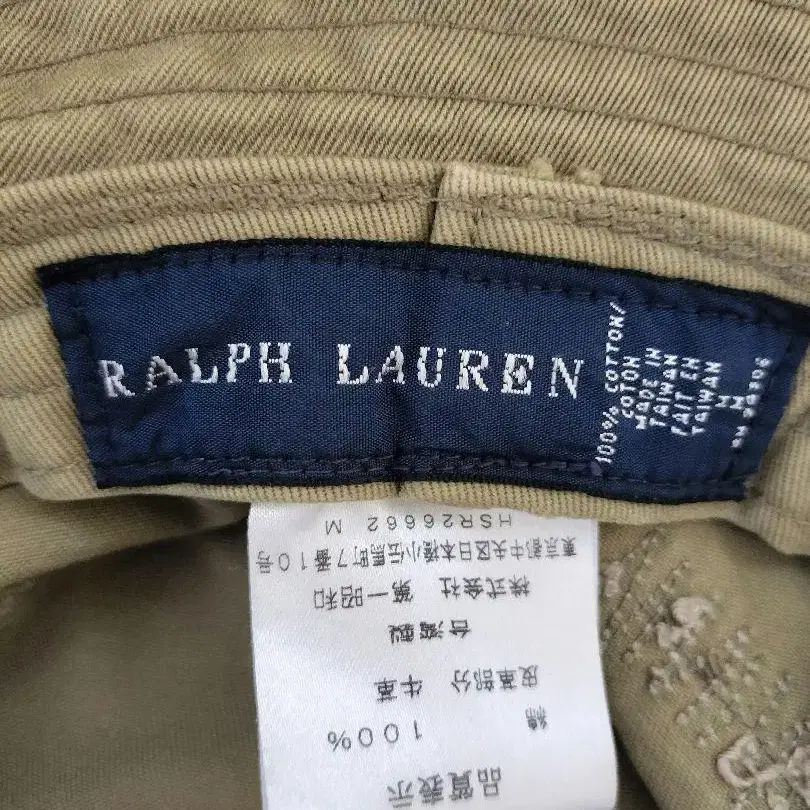 RALPH LAUREN
100% COTTON/
COTON
MADE IN
TAIWAN
FAIT EN
TAIWAN
M
品質表示
綿 100%
皮革部分 牛革
台湾製
株式会社 第一昭和
東京都中央区日本橋小伝馬町7番10号
HSR26662 M